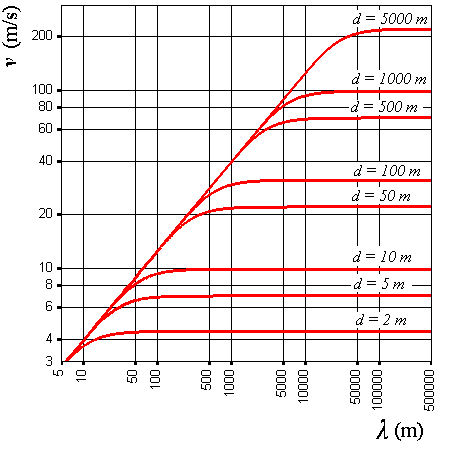 v (m/s)
200
100
80
60
40
20
10
8
6
4
3
d = 5000 m
d = 1000 m
d = 500 m
d = 100 m
d = 50 m
d = 10 m
d = 5 m
d = 2 m
5
10
50
100
500
1000
5000
10000
50000
100000
500000
λ (m)